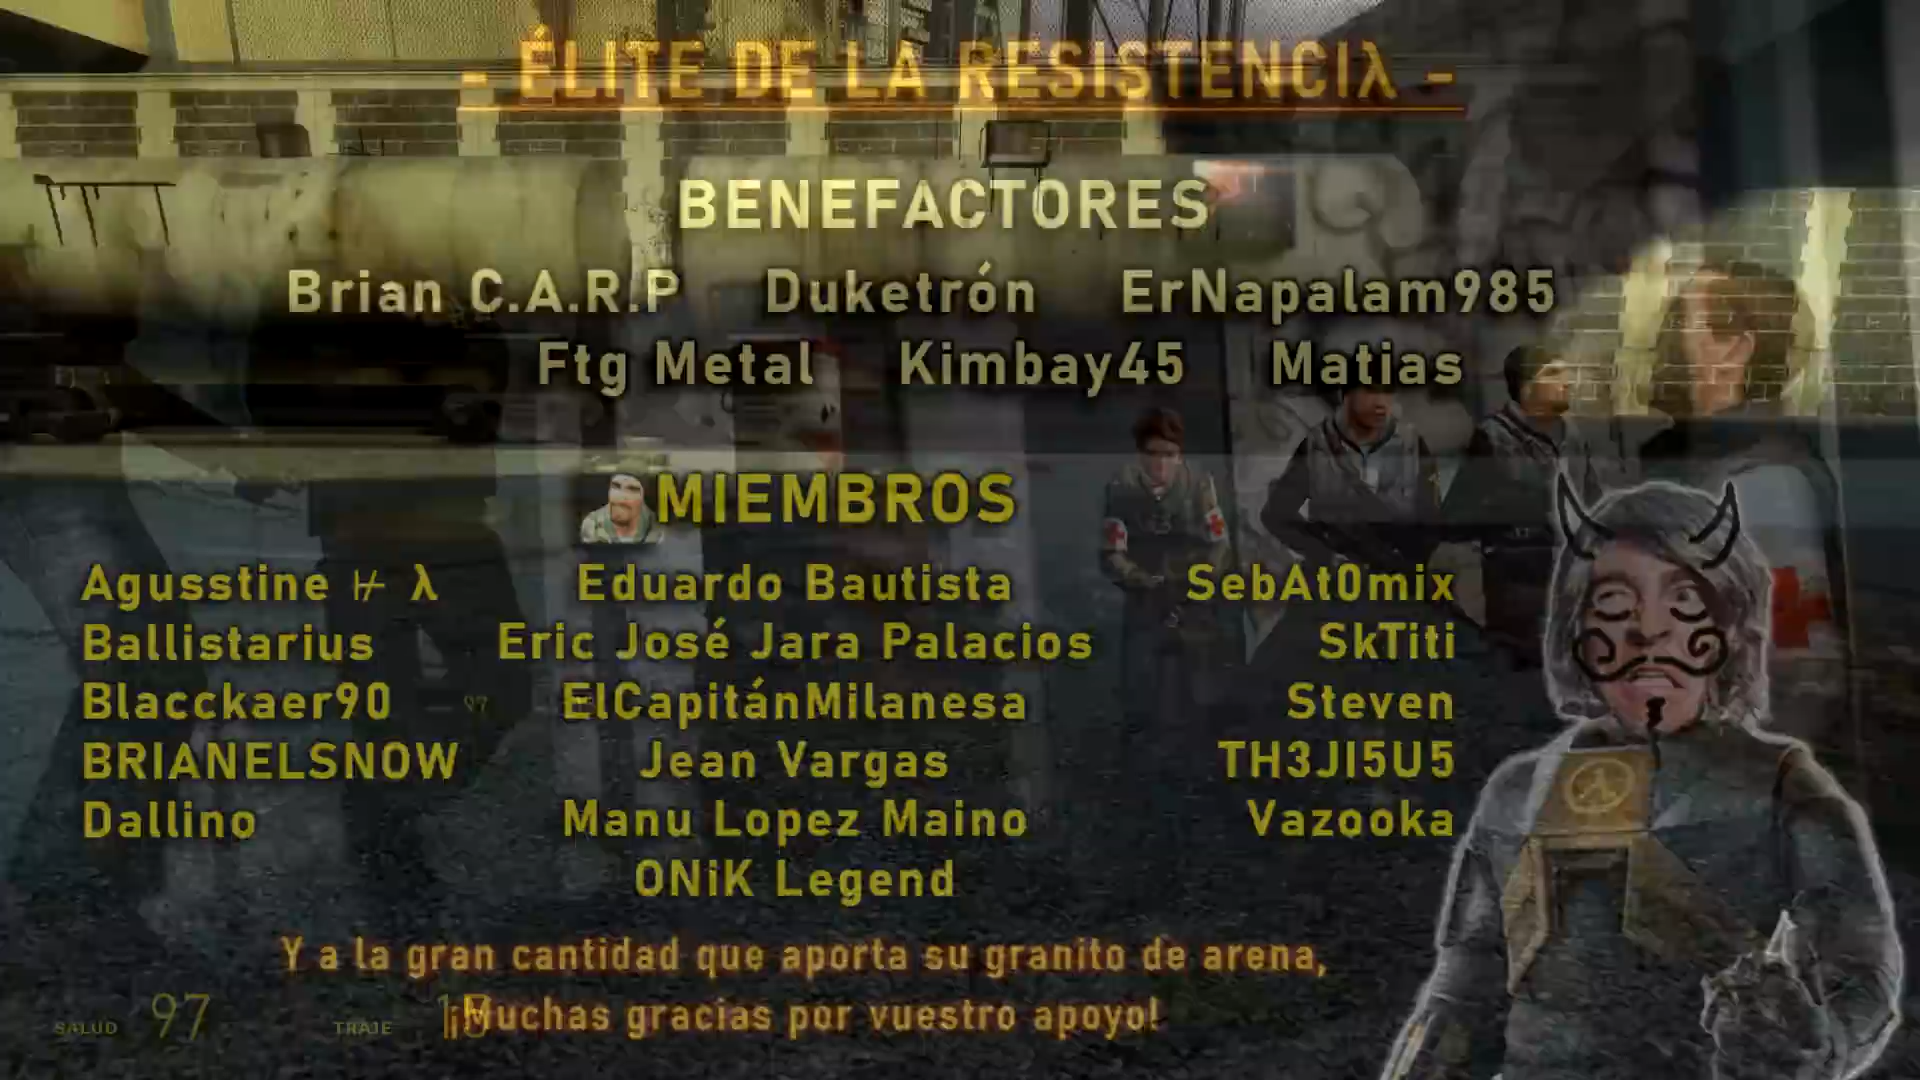 - ÉLITE DE LA RESISTENCIλ -
BENEFACTORES
Brian C.A.R.P Duketrón ErNapalam985
Ftg Metal Kimbay45 Matias
MIEMBROS
Agusstine ⊬ λ Eduardo Bautista SebAt0mix
Ballistarius Eric José Jara Palacios SkTiti
Blacckaer90 97 ElCapitánMilanesa Steven
BRIANELSNOW Jean Vargas TH3JI5U5
Dallino Manu Lopez Maino Vazooka
ONiK Legend
Y a la gran cantidad que aporta su granito de arena,
¡Muchas gracias por vuestro apoyo!
SALUD 97 TRAJE